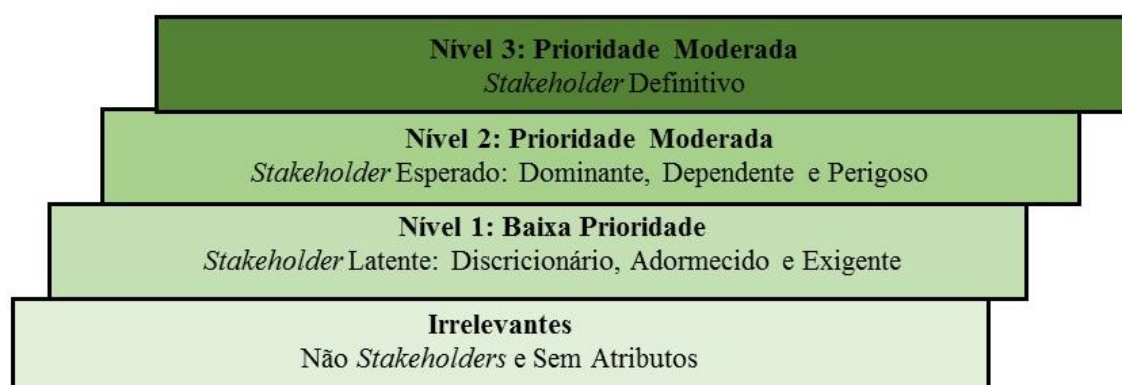 Nível 3: Prioridade Moderada
Stakeholder Definitivo
Nível 2: Prioridade Moderada
Stakeholder Esperado: Dominante, Dependente e Perigoso
Nível 1: Baixa Prioridade
Stakeholder Latente: Discricionário, Adormecido e Exigente
Irrelevantes
Não Stakeholders e Sem Atributos